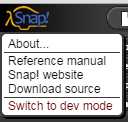 Snap!
About...
Reference manual
Snap! website
Download source
Switch to dev mode